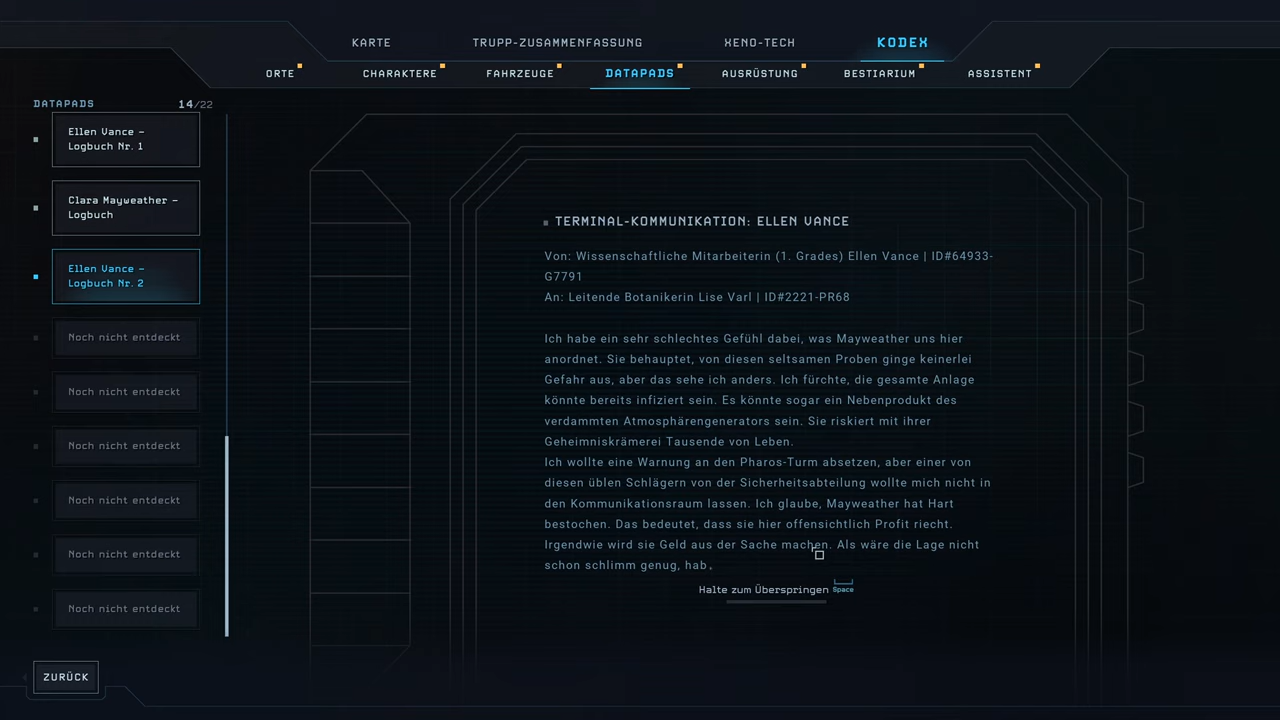 KARTE
TRUPP-ZUSAMMENFASSUNG
XENO-TECH
KODEX
ORTE
CHARAKTERE
FAHRZEUGE
DATAPADS
AUSRÜSTUNG
BESTIARIUM
ASSISTENT
DATAPADS 14/22
Ellen Vance –
Logbuch Nr. 1
Clara Mayweather –
Logbuch
Ellen Vance –
Logbuch Nr. 2
Noch nicht entdeckt
Noch nicht entdeckt
Noch nicht entdeckt
Noch nicht entdeckt
Noch nicht entdeckt
Noch nicht entdeckt
ZURÜCK
TERMINAL-KOMMUNIKATION: ELLEN VANCE
Von: Wissenschaftliche Mitarbeiterin (1. Grades) Ellen Vance | ID#64933-
G7791
An: Leitende Botanikerin Lise Varl | ID#2221-PR68
Ich habe ein sehr schlechtes Gefühl dabei, was Mayweather uns hier
anordnet. Sie behauptet, von diesen seltsamen Proben ginge keinerlei
Gefahr aus, aber das sehe ich anders. Ich fürchte, die gesamte Anlage
könnte bereits infiziert sein. Es könnte sogar ein Nebenprodukt des
verdammten Atmosphärengenerators sein. Sie riskiert mit ihrer
Geheimniskrämerei Tausende von Leben.
Ich wollte eine Warnung an den Pharos-Turm absetzen, aber einer von
diesen üblen Schlägern von der Sicherheitsabteilung wollte mich nicht in
den Kommunikationsraum lassen. Ich glaube, Mayweather hat Hart
bestochen. Das bedeutet, dass sie hier offensichtlich Profit riecht.
Irgendwie wird sie Geld aus der Sache machen. Als wäre die Lage nicht
schon schlimm genug, hab
Halte zum Überspringen Space